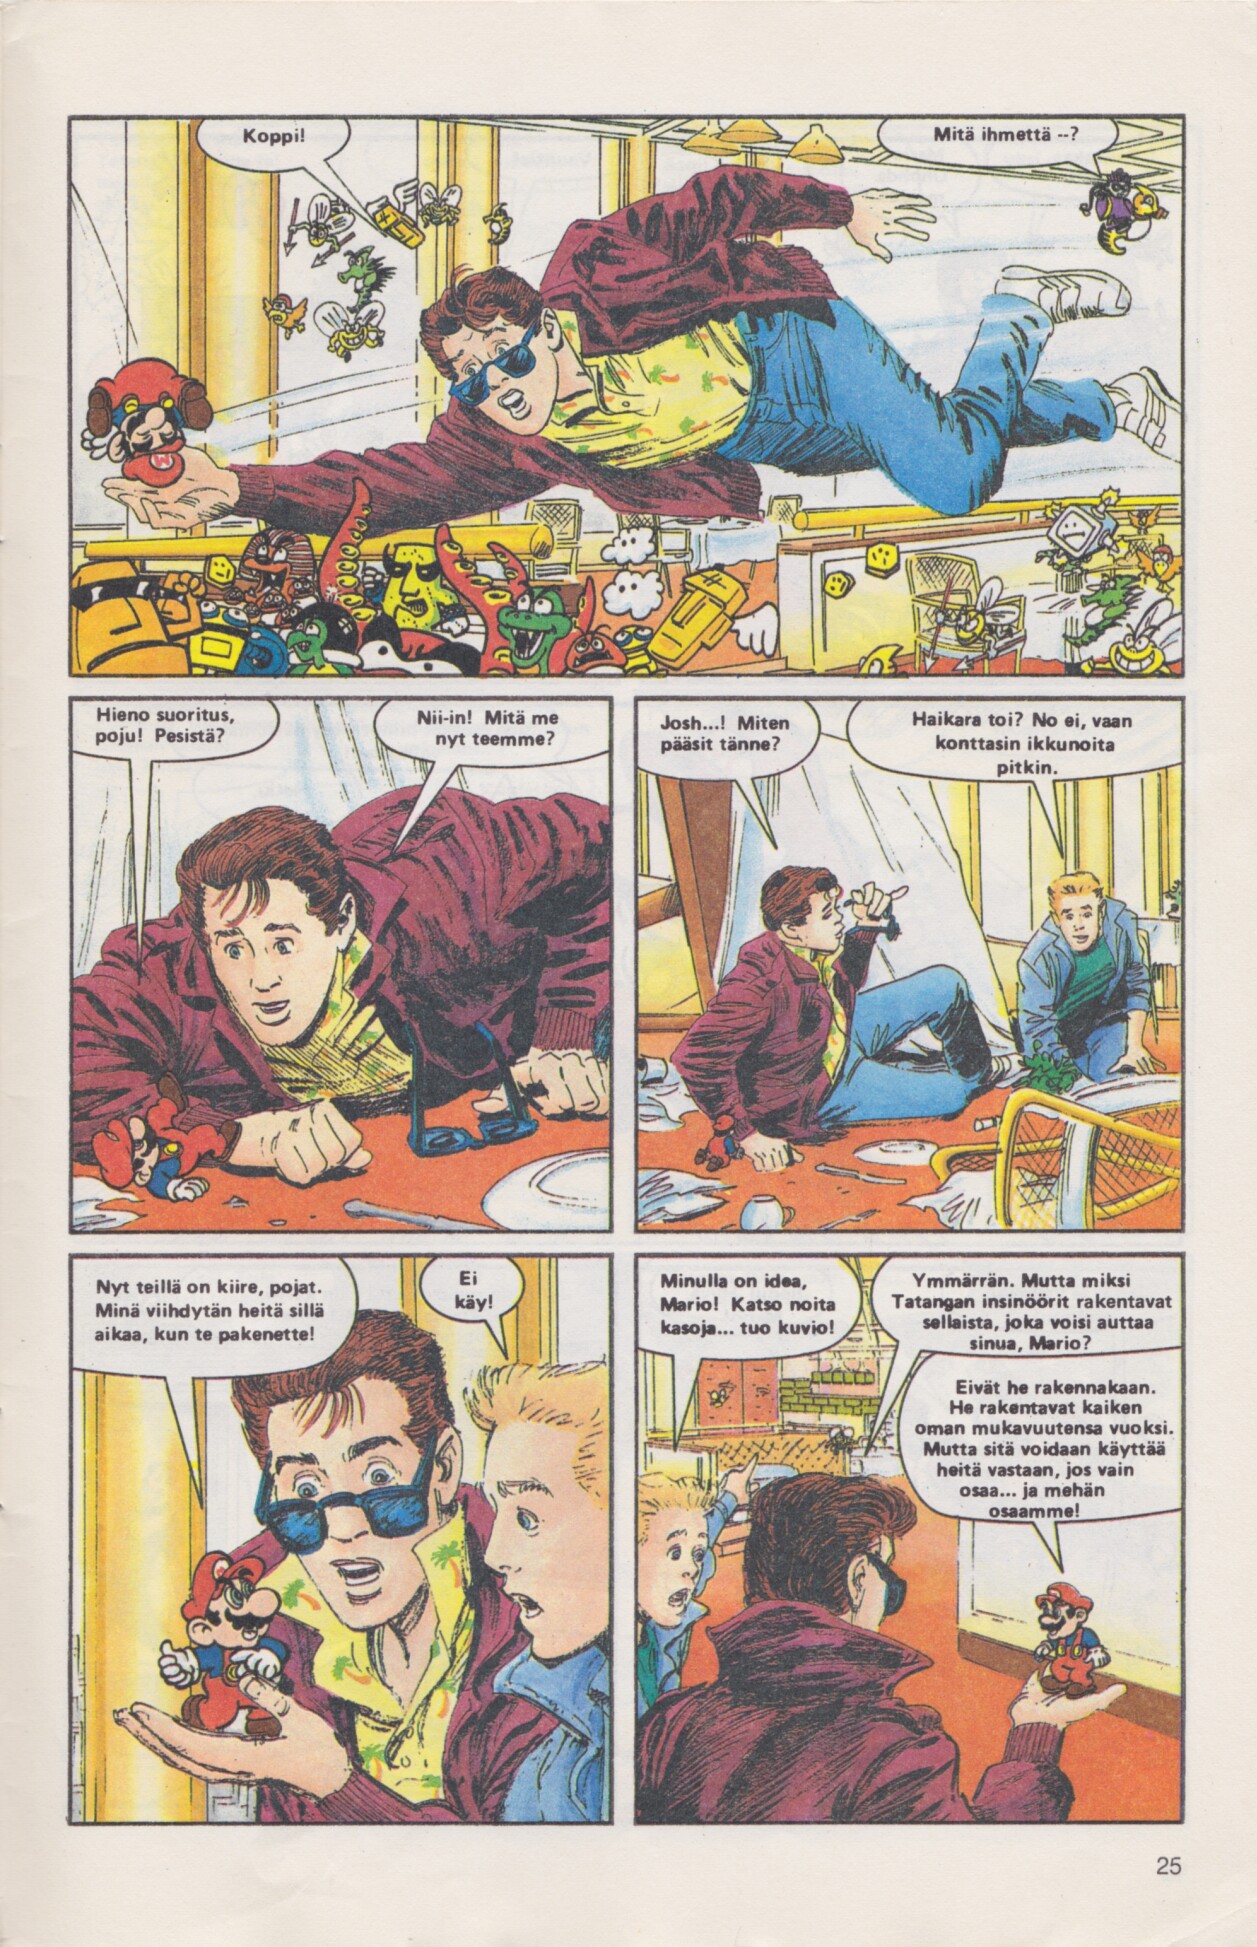 Koppi!
Mitä ihmettä --?
Hieno suoritus,
poju! Pesistä?
Nii-in! Mitä me
nyt teemme?
Josh...! Miten
pääsit tänne?
Haikara toi? No ei, vaan
konttasin ikkunoita
pitkin.
Nyt teillä on kiire, pojat.
Minä viihdytän heitä sillä
aikaa, kun te pakenette!
Ei
käy!
Minulla on idea,
Mario! Katso noita
kasoja... tuo kuvio!
Ymmärrän. Mutta miksi
Tatangan insinöörit rakentavat
sellaista, joka voisi auttaa
sinua, Mario?
Eivät he rakennakaan.
He rakentavat kaiken
oman mukavuutensa vuoksi.
Mutta sitä voidaan käyttää
heitä vastaan, jos vain
osaa... ja mehän
osaamme!
25